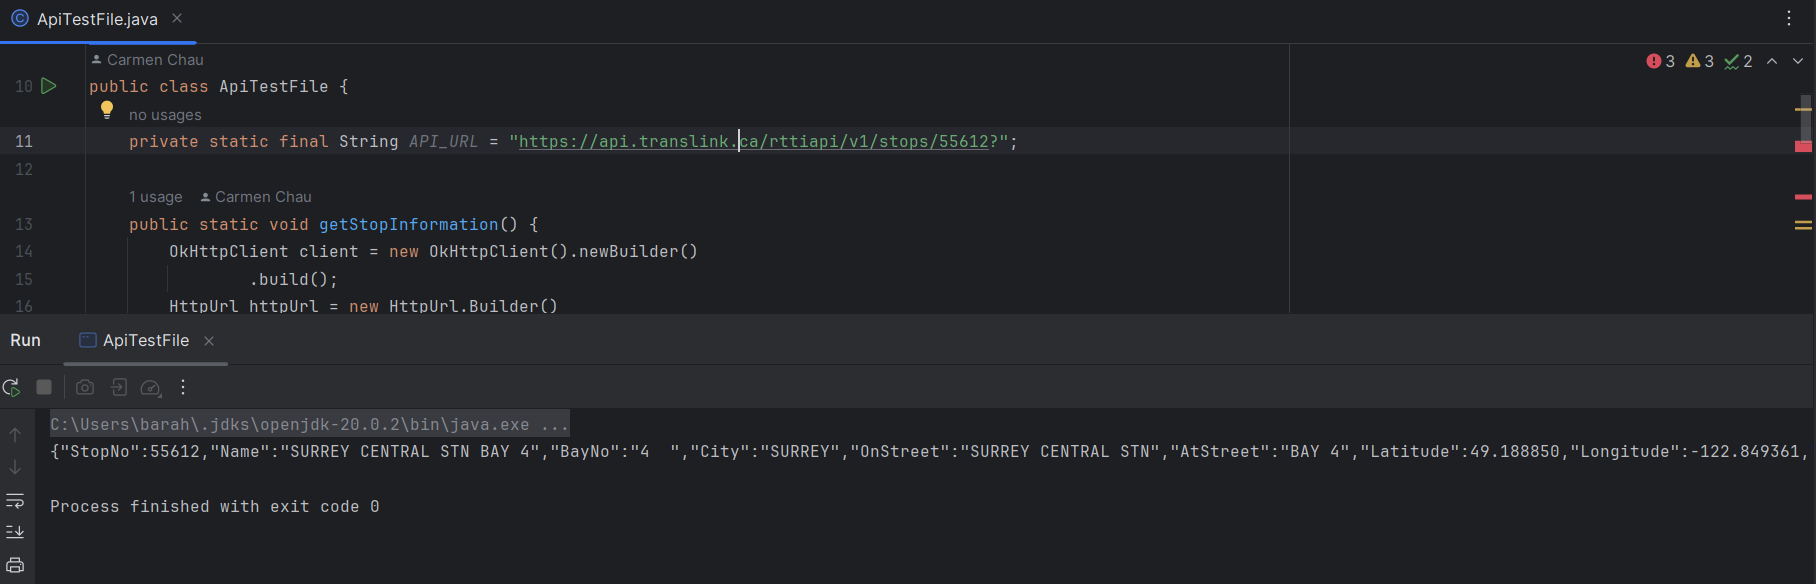 ApiTestFile.java
Carmen Chau
3 3 2
10 public class ApiTestFile {
no usages
11 private static final String API_URL = "https://api.translink.ca/rttiapi/v1/stops/55612?";
12
1 usage Carmen Chau
13 public static void getStopInformation() {
14 OkHttpClient client = new OkHttpClient().newBuilder()
15 .build();
16 HttpUrl httpUrl = new HttpUrl.Builder()
Run ApiTestFile
C:\Users\barah\.jdks\openjdk-20.0.2\bin\java.exe ...
{"StopNo":55612,"Name":"SURREY CENTRAL STN BAY 4","BayNo":"4  ","City":"SURREY","OnStreet":"SURREY CENTRAL STN","AtStreet":"BAY 4","Latitude":49.188850,"Longitude":-122.849361,
Process finished with exit code 0